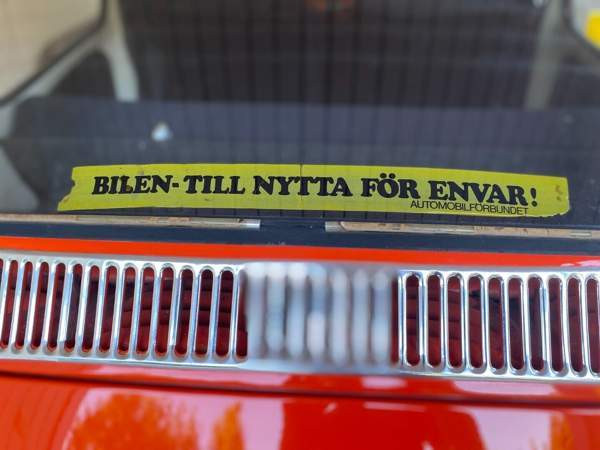 BILEN-TILL NYTTA FÖR ENVAR!
AUTOMOBILFÖRBUNDET